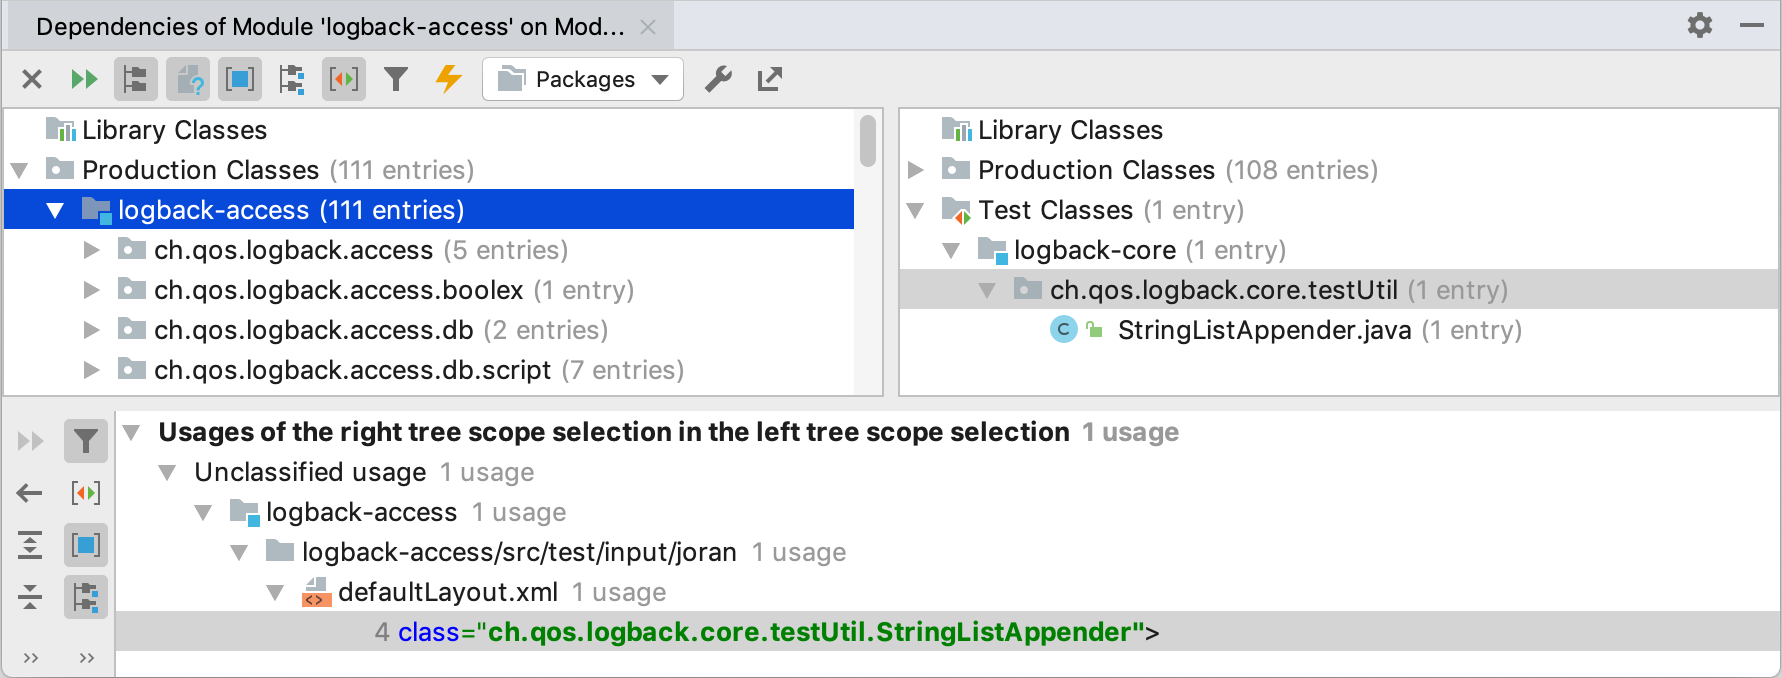 Dependencies of Module 'logback-access' on Mod...
Packages
Library Classes
Production Classes (111 entries)
logback-access (111 entries)
ch.qos.logback.access (5 entries)
ch.qos.logback.access.boolex (1 entry)
ch.qos.logback.access.db (2 entries)
ch.qos.logback.access.db.script (7 entries)
Library Classes
Production Classes (108 entries)
Test Classes (1 entry)
logback-core (1 entry)
ch.qos.logback.core.testUtil (1 entry)
C StringListAppender.java (1 entry)
Usages of the right tree scope selection in the left tree scope selection 1 usage
Unclassified usage 1 usage
logback-access 1 usage
logback-access/src/test/input/joran 1 usage
defaultLayout.xml 1 usage
4 class="ch.qos.logback.core.testUtil.StringListAppender">